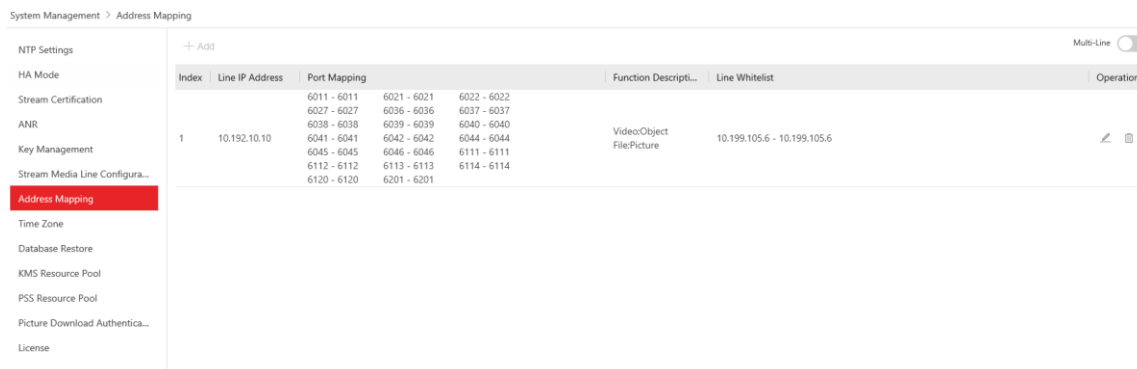 System Management > Address Mapping
NTP Settings
HA Mode
Stream Certification
ANR
Key Management
Stream Media Line Configura...
Address Mapping
Time Zone
Database Restore
KMS Resource Pool
PSS Resource Pool
Picture Download Authentica...
License
+ Add
Multi-Line
Index Line IP Address Port Mapping Function Descripti... Line Whitelist Operation
1 10.192.10.10
6011 - 6011 6021 - 6021 6022 - 6022
6027 - 6027 6036 - 6036 6037 - 6037
6038 - 6038 6039 - 6039 6040 - 6040
6041 - 6041 6042 - 6042 6044 - 6044
6045 - 6045 6046 - 6046 6111 - 6111
6112 - 6112 6113 - 6113 6114 - 6114
6120 - 6120 6201 - 6201
Video:Object
File:Picture
10.199.105.6 - 10.199.105.6